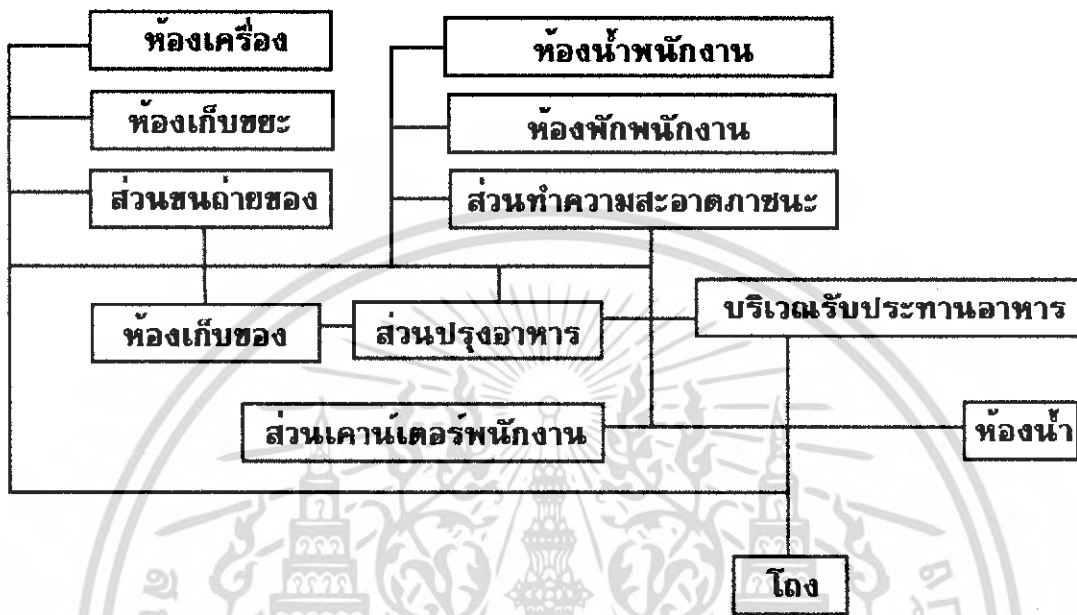 ห้องเครื่อง
ห้องน้ำพนักงาน
ห้องเก็บขยะ
ห้องพักพนักงาน
ส่วนขนถ่ายของ
ส่วนทำความสะอาดภาชนะ
บริเวณรับประทานอาหาร
ห้องเก็บของ
ส่วนปรุงอาหาร
ส่วนเคาน์เตอร์พนักงาน
ห้องน้ำ
โถง